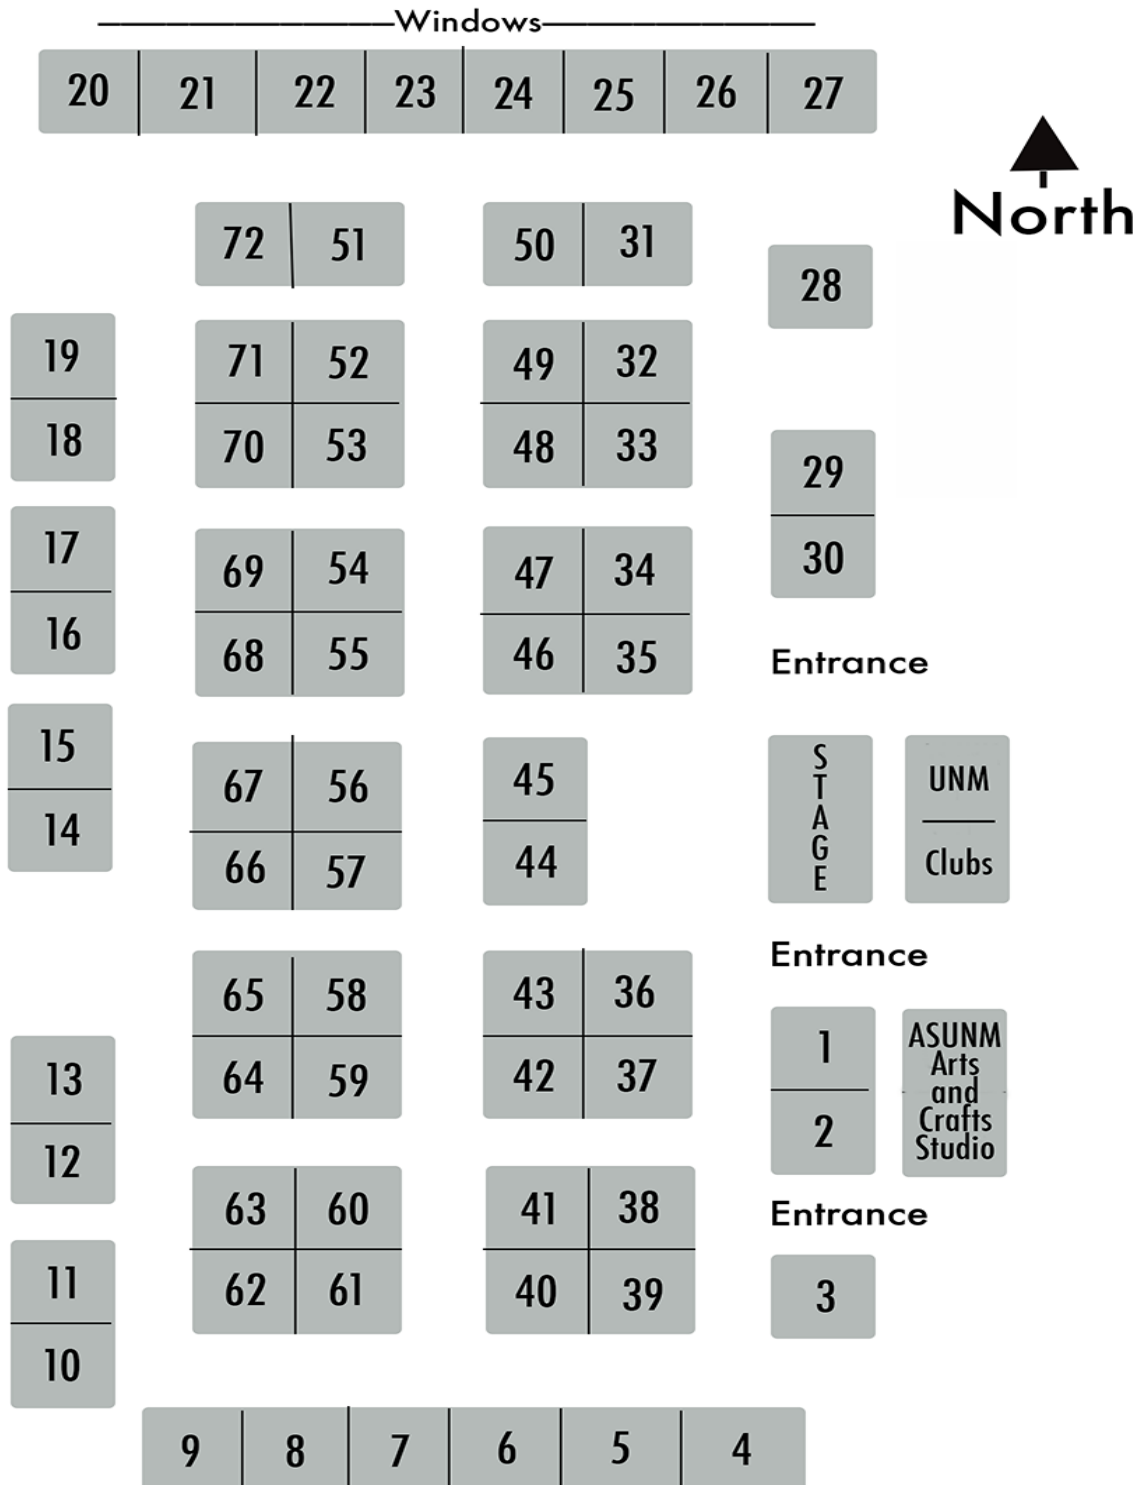 Windows
20 21 22 23 24 25 26 27
North
72 51 50 31
28
19 71 52 49 32
18 70 53 48 33
29
17 69 54 47 34
30
16 68 55 46 35
Entrance
15 67 56 45 STAGE UNM
14 66 57 44 Clubs
Entrance
65 58 43 36
13 64 59 42 37
1 ASUNM
Arts
and
2 Crafts
Studio
12 63 60 41 38
Entrance
11 62 61 40 39 3
10
9 8 7 6 5 4